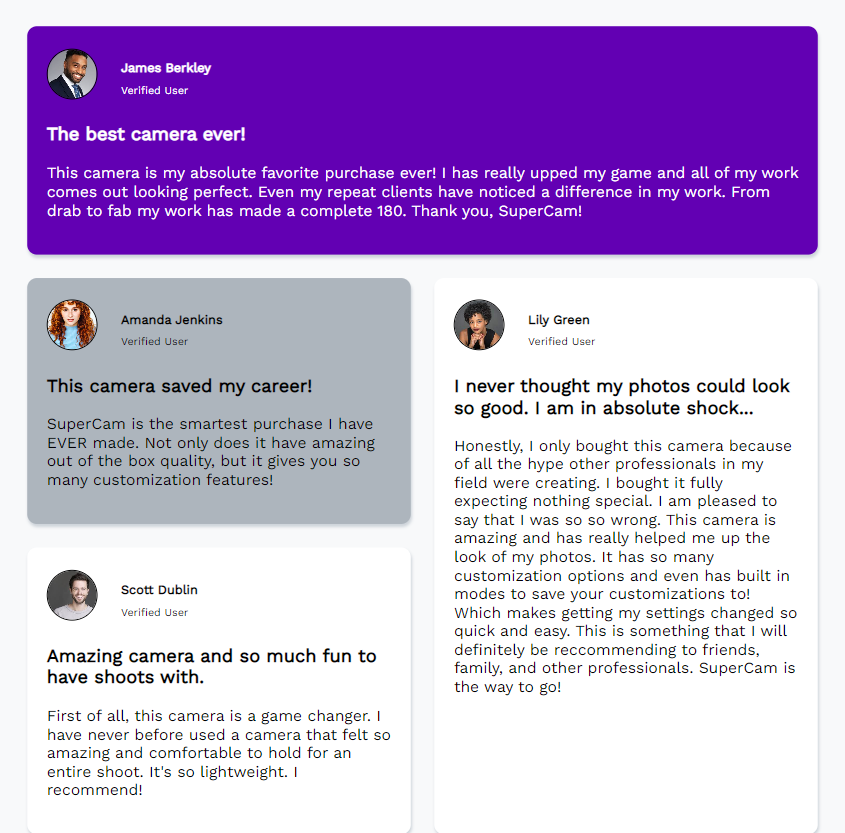 James Berkley
Verified User
The best camera ever!
This camera is my absolute favorite purchase ever! I has really upped my game and all of my work
comes out looking perfect. Even my repeat clients have noticed a difference in my work. From
drab to fab my work has made a complete 180. Thank you, SuperCam!
Amanda Jenkins
Verified User
This camera saved my career!
SuperCam is the smartest purchase I have
EVER made. Not only does it have amazing
out of the box quality, but it gives you so
many customization features!
Lily Green
Verified User
I never thought my photos could look
so good. I am in absolute shock...
Honestly, I only bought this camera because
of all the hype other professionals in my
field were creating. I bought it fully
expecting nothing special. I am pleased to
say that I was so so wrong. This camera is
amazing and has really helped me up the
look of my photos. It has so many
customization options and even has built in
modes to save your customizations to!
Which makes getting my settings changed so
quick and easy. This is something that I will
definitely be reccommending to friends,
family, and other professionals. SuperCam is
the way to go!
Scott Dublin
Verified User
Amazing camera and so much fun to
have shoots with.
First of all, this camera is a game changer. I
have never before used a camera that felt so
amazing and comfortable to hold for an
entire shoot. It's so lightweight. I
recommend!